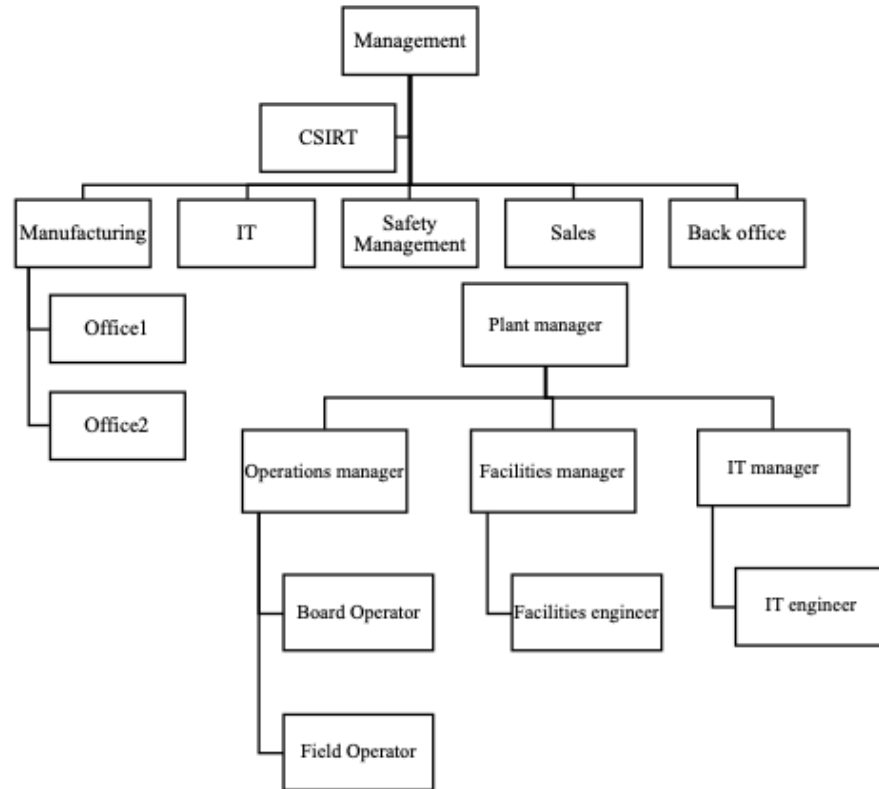 Management
CSIRT
Manufacturing
IT
Safety
Management
Sales
Back office
Office1
Office2
Plant manager
Operations manager
Facilities manager
IT manager
Board Operator
Facilities engineer
IT engineer
Field Operator